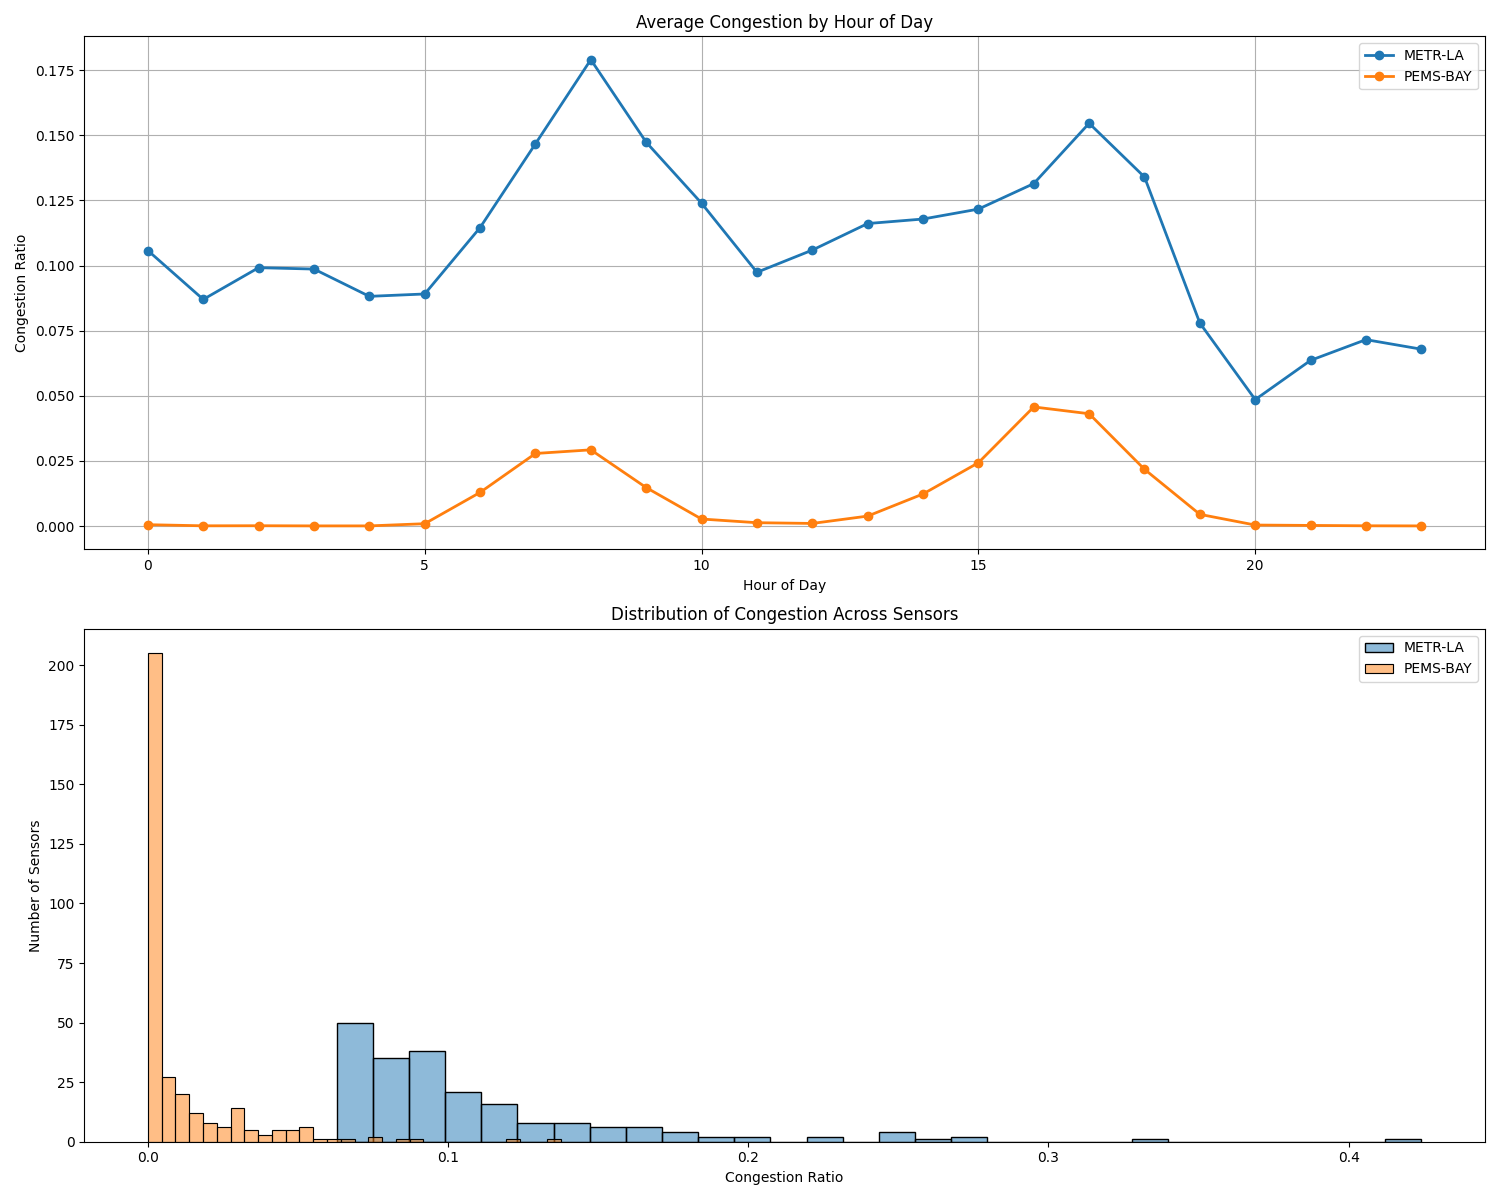 Average Congestion by Hour of Day
METR-LA
PEMS-BAY
0.175
0.150
0.125
0.100
0.075
0.050
0.025
0.000
Congestion Ratio
0 5 10 15 20
Hour of Day
Distribution of Congestion Across Sensors
METR-LA
PEMS-BAY
200
175
150
125
100
75
50
25
0
Number of Sensors
0.0 0.1 0.2 0.3 0.4
Congestion Ratio